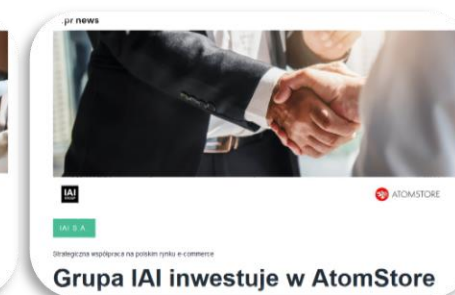 .pr news
IAI
ATOMSTORE
IAI S.A.
Strategiczna współpraca na polskim rynku e-commerce
Grupa IAI inwestuje w AtomStore